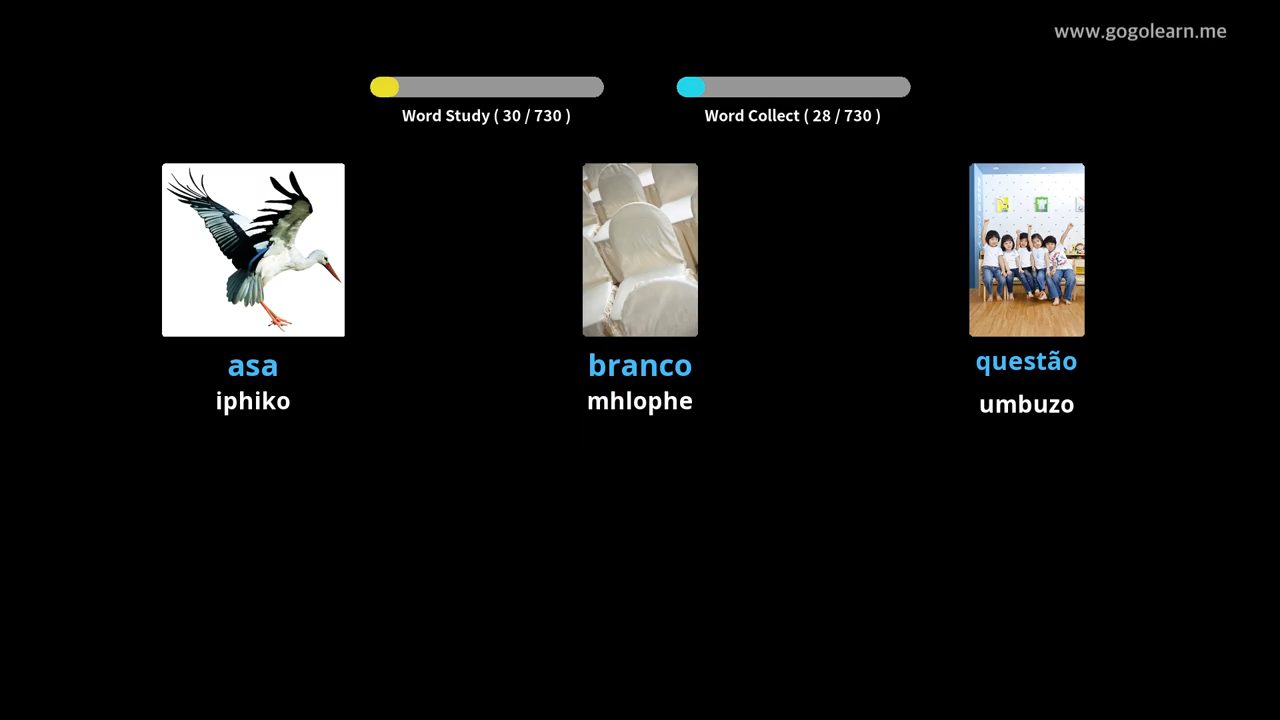 www.gogolearn.me
Word Study ( 30 / 730 )
Word Collect ( 28 / 730 )
asa
iphiko
branco
mhlophe
questão
umbuzo